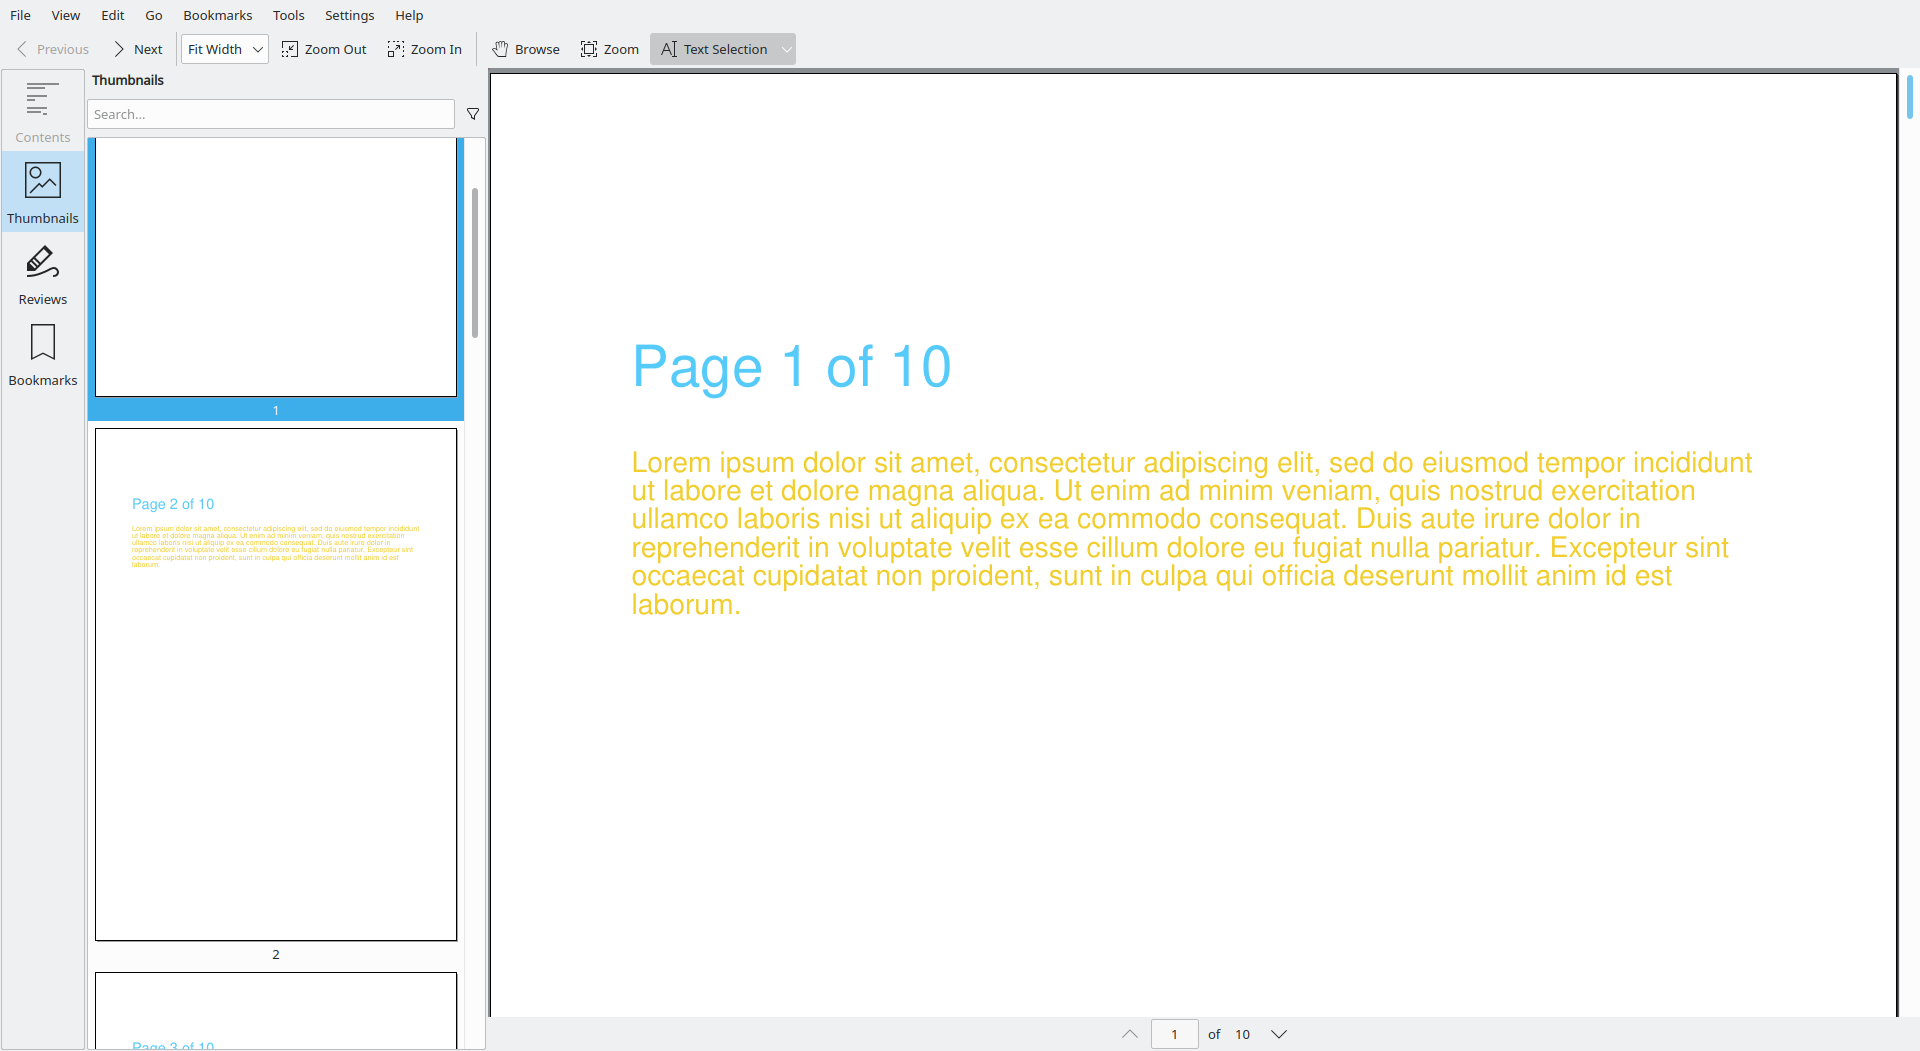 File View Edit Go Bookmarks Tools Settings Help
Previous Next Fit Width Zoom Out Zoom In Browse Zoom Text Selection
Contents
Thumbnails
Reviews
Bookmarks
Thumbnails
Search...
1
Page 2 of 10
Lorem ipsum dolor sit amet, consectetur adipiscing elit, sed do eiusmod tempor incididunt
ut labore et dolore magna aliqua. Ut enim ad minim veniam, quis nostrud exercitation
ullamco laboris nisi ut aliquip ex ea commodo consequat. Duis aute irure dolor in
reprehenderit in voluptate velit esse cillum dolore eu fugiat nulla pariatur. Excepteur sint
occaecat cupidatat non proident, sunt in culpa qui officia deserunt mollit anim id est
laborum.
2
Page 3 of 10
Page 1 of 10
Lorem ipsum dolor sit amet, consectetur adipiscing elit, sed do eiusmod tempor incididunt
ut labore et dolore magna aliqua. Ut enim ad minim veniam, quis nostrud exercitation
ullamco laboris nisi ut aliquip ex ea commodo consequat. Duis aute irure dolor in
reprehenderit in voluptate velit esse cillum dolore eu fugiat nulla pariatur. Excepteur sint
occaecat cupidatat non proident, sunt in culpa qui officia deserunt mollit anim id est
laborum.
1 of 10